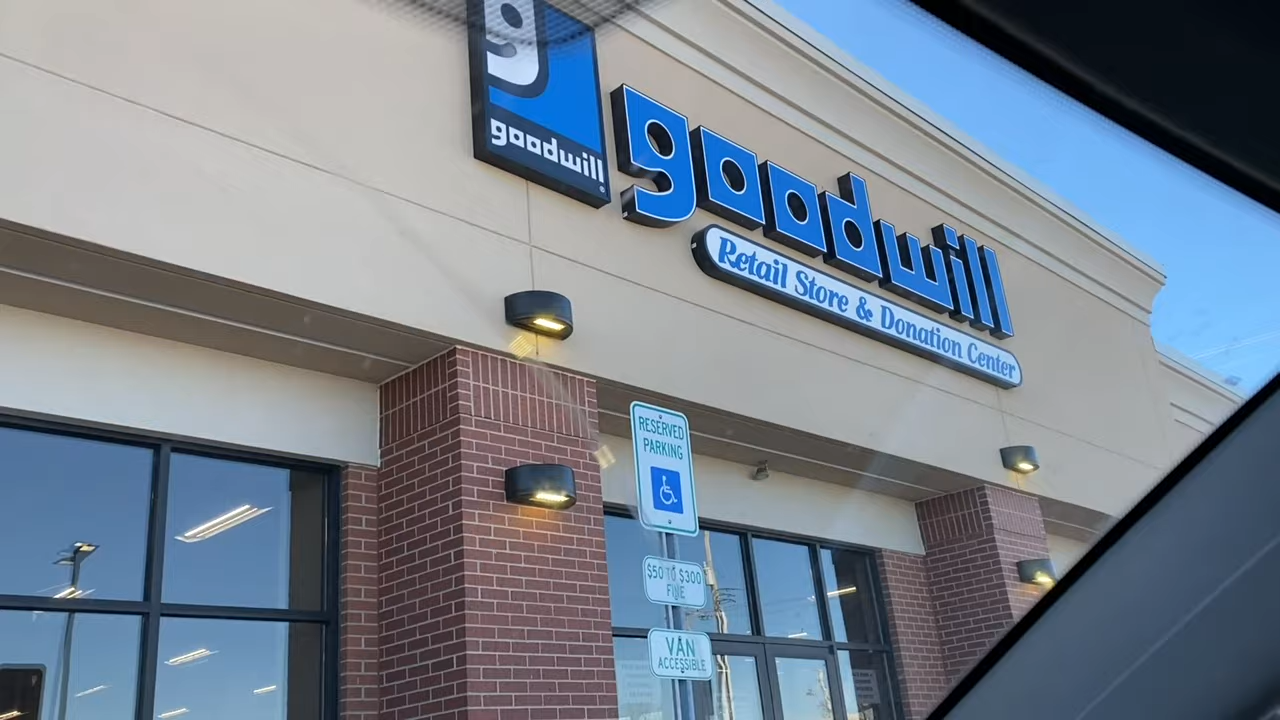 g
goodwill
goodwill
Retail Store & Donation Center
RESERVED
PARKING
$50 TO $300
FINE
VAN
ACCESSIBLE